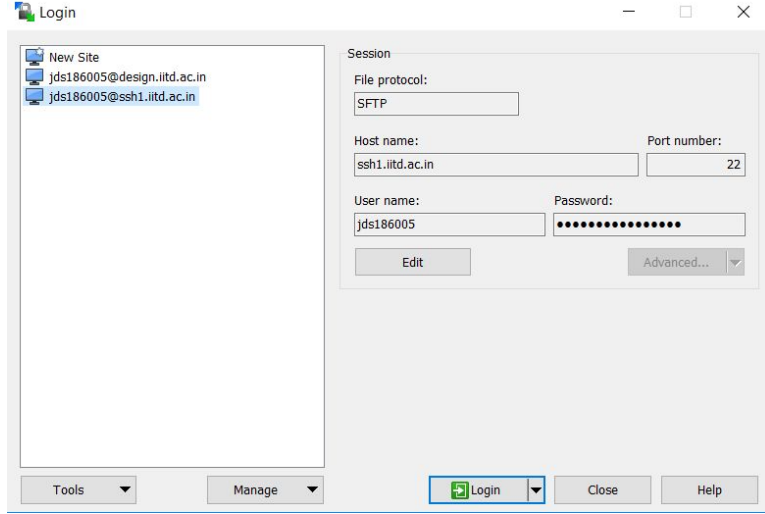 Login
New Site
jds186005@design.iitd.ac.in
jds186005@ssh1.iitd.ac.in
Session
File protocol:
SFTP
Host name:
Port number:
ssh1.iitd.ac.in
22
User name:
Password:
jds186005
••••••••••••••••
Edit
Advanced...
Tools
Manage
Login
Close
Help